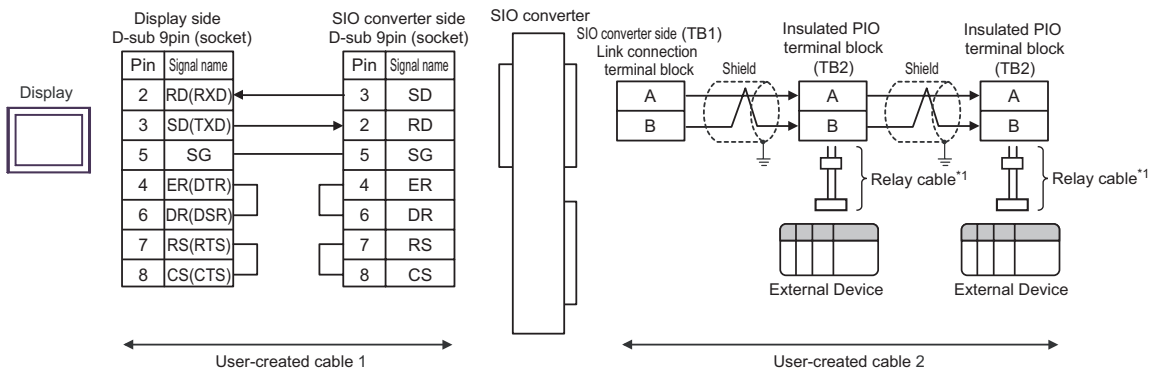 Display
Display side
D-sub 9pin (socket)
Pin Signal name
2 RD(RXD)
3 SD(TXD)
5 SG
4 ER(DTR)
6 DR(DSR)
7 RS(RTS)
8 CS(CTS)
SIO converter side
D-sub 9pin (socket)
Pin Signal name
3 SD
2 RD
5 SG
4 ER
6 DR
7 RS
8 CS
User-created cable 1
SIO converter
SIO converter side (TB1)
Link connection
terminal block
A
B
Shield
Insulated PIO
terminal block
(TB2)
A
B
Relay cable*1
External Device
Shield
Insulated PIO
terminal block
(TB2)
A
B
Relay cable*1
External Device
User-created cable 2